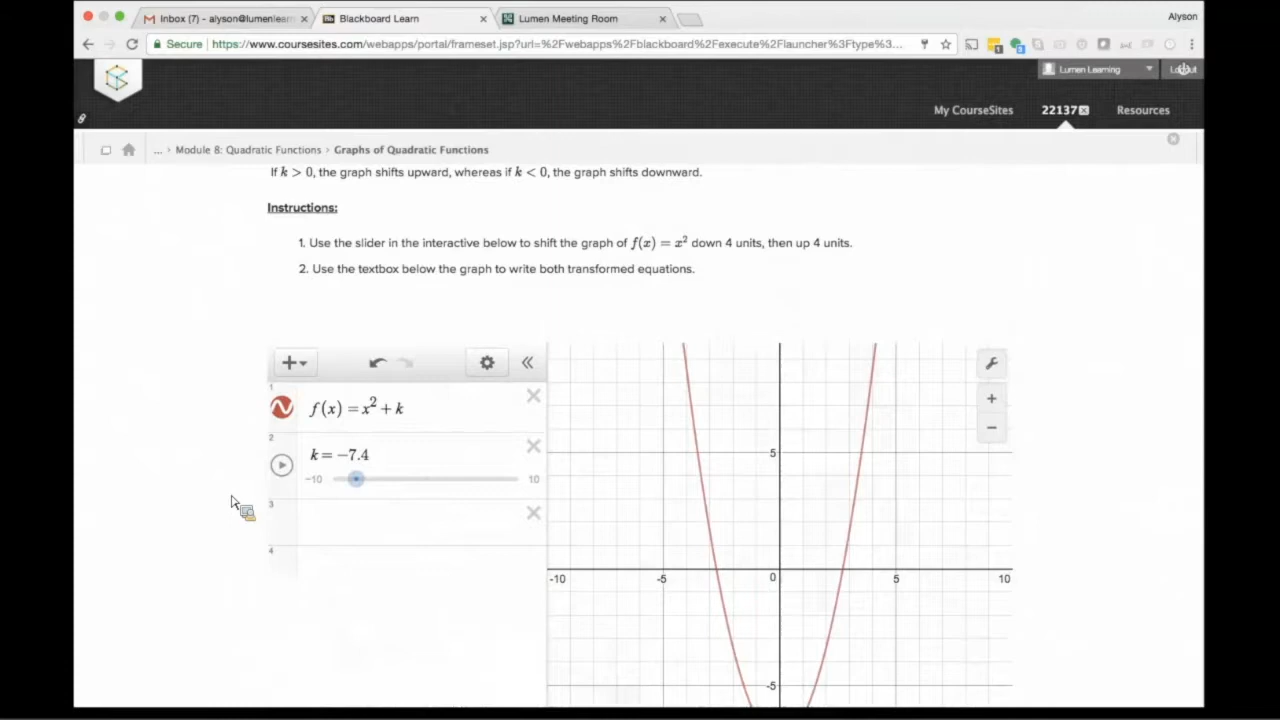 Inbox (7) - alyson@lumenlearn
Blackboard Learn
Lumen Meeting Room
Alyson
Secure
https://www.coursesites.com/webapps/portal/frameset.jsp?url=%2Fwebapps%2Fblackboard%2Fexecute%2Flauncher%3Ftype%3...
Lumen Learning
Logout
My CourseSites
22137
Resources
... › Module 8: Quadratic Functions › Graphs of Quadratic Functions
If k > 0, the graph shifts upward, whereas if k < 0, the graph shifts downward.
Instructions:
1. Use the slider in the interactive below to shift the graph of f(x) = x² down 4 units, then up 4 units.
2. Use the textbox below the graph to write both transformed equations.
1
f(x) = x² + k
2
k = −7.4
-10
10
3
4
5
-10
-5
0
5
10
-5